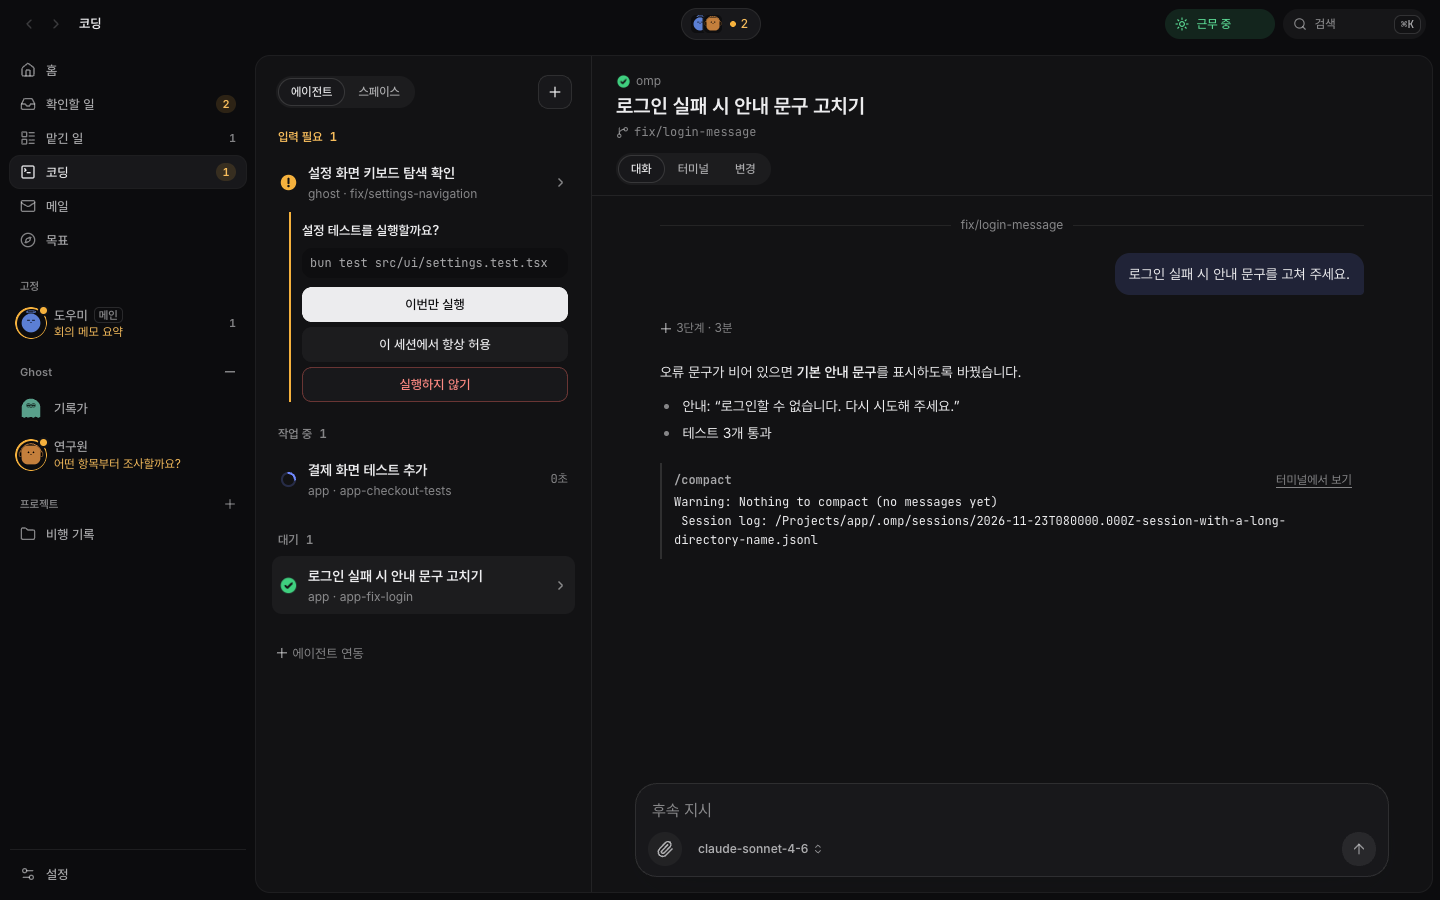 코딩
2
근무 중
검색
⌘K
홈
확인할 일
2
맡긴 일
1
코딩
1
메일
목표
고정
도우미 메인
회의 메모 요약
1
Ghost
기록가
연구원
어떤 항목부터 조사할까요?
프로젝트
비행 기록
설정
에이전트
스페이스
입력 필요 1
설정 화면 키보드 탐색 확인
ghost · fix/settings-navigation
설정 테스트를 실행할까요?
bun test src/ui/settings.test.tsx
이번만 실행
이 세션에서 항상 허용
실행하지 않기
작업 중 1
결제 화면 테스트 추가
app · app-checkout-tests
0초
대기 1
로그인 실패 시 안내 문구 고치기
app · app-fix-login
에이전트 연동
omp
로그인 실패 시 안내 문구 고치기
fix/login-message
대화
터미널
변경
fix/login-message
로그인 실패 시 안내 문구를 고쳐 주세요.
3단계 · 3분
오류 문구가 비어 있으면 기본 안내 문구를 표시하도록 바꿨습니다.
안내: “로그인할 수 없습니다. 다시 시도해 주세요.”
테스트 3개 통과
/compact
터미널에서 보기
Warning: Nothing to compact (no messages yet)
Session log: /Projects/app/.omp/sessions/2026-11-23T080000.000Z-session-with-a-long-
directory-name.jsonl
후속 지시
claude-sonnet-4-6